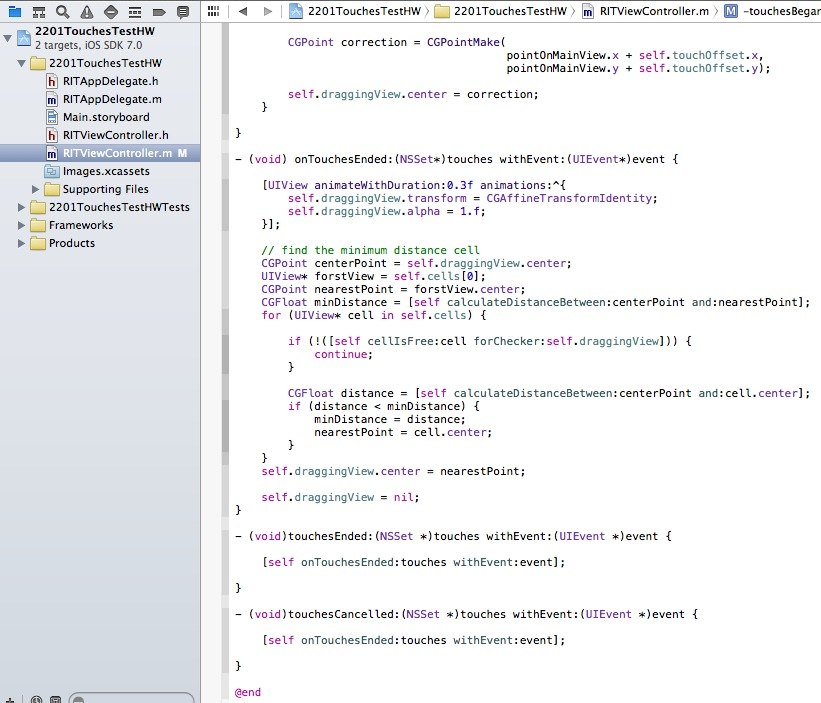 2201TouchesTestHW
2 targets, iOS SDK 7.0
2201TouchesTestHW
RITAppDelegate.h
RITAppDelegate.m
Main.storyboard
RITViewController.h
RITViewController.m M
Images.xcassets
Supporting Files
2201TouchesTestHWTests
Frameworks
Products
2201TouchesTestHW 2201TouchesTestHW RITViewController.m M -touchesBegan
CGPoint correction = CGPointMake(
pointOnMainView.x + self.touchOffset.x,
pointOnMainView.y + self.touchOffset.y);
self.draggingView.center = correction;
}
}
- (void) onTouchesEnded:(NSSet*)touches withEvent:(UIEvent*)event {
[UIView animateWithDuration:0.3f animations:^{
self.draggingView.transform = CGAffineTransformIdentity;
self.draggingView.alpha = 1.f;
}];
// find the minimum distance cell
CGPoint centerPoint = self.draggingView.center;
UIView* forstView = self.cells[0];
CGPoint nearestPoint = forstView.center;
CGFloat minDistance = [self calculateDistanceBetween:centerPoint and:nearestPoint];
for (UIView* cell in self.cells) {
if (!([self cellIsFree:cell forChecker:self.draggingView])) {
continue;
}
CGFloat distance = [self calculateDistanceBetween:centerPoint and:cell.center];
if (distance < minDistance) {
minDistance = distance;
nearestPoint = cell.center;
}
}
self.draggingView.center = nearestPoint;
self.draggingView = nil;
}
- (void)touchesEnded:(NSSet *)touches withEvent:(UIEvent *)event {
[self onTouchesEnded:touches withEvent:event];
}
- (void)touchesCancelled:(NSSet *)touches withEvent:(UIEvent *)event {
[self onTouchesEnded:touches withEvent:event];
}
@end